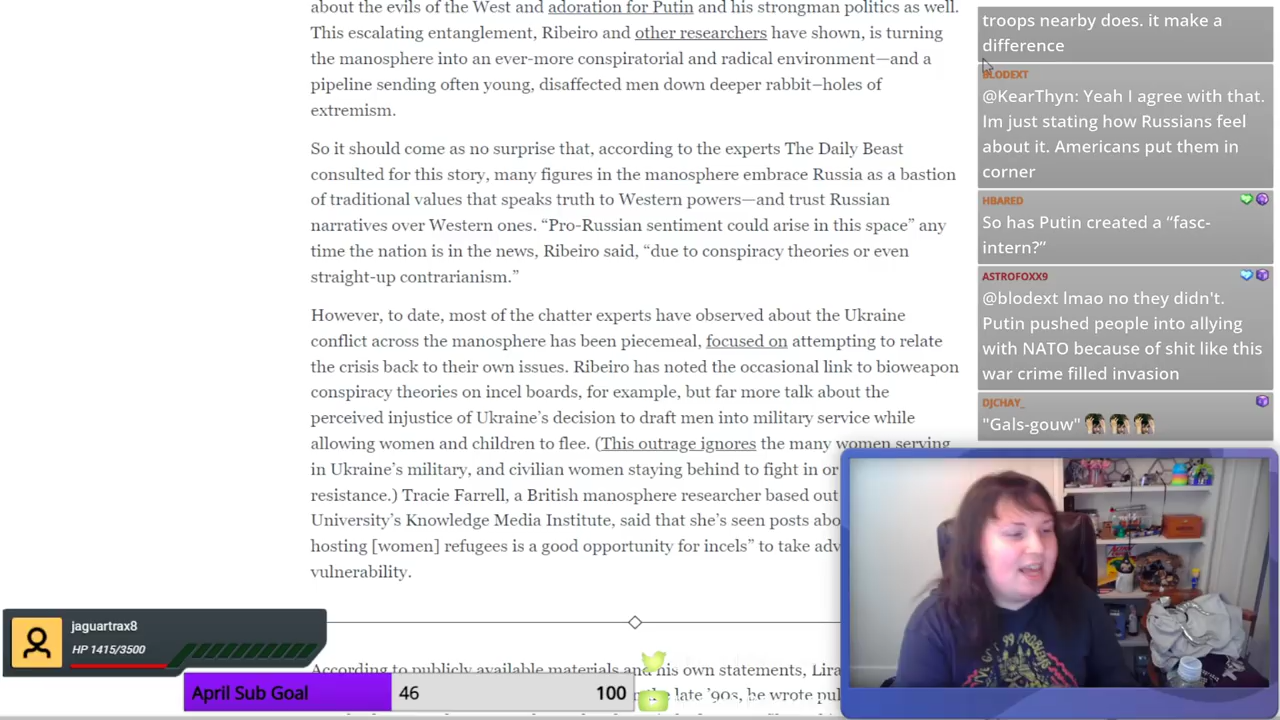 about the evils of the West and adoration for Putin and his strongman politics as well.
This escalating entanglement, Ribeiro and other researchers have shown, is turning
the manosphere into an ever-more conspiratorial and radical environment—and a
pipeline sending often young, disaffected men down deeper rabbit-holes of
extremism.
So it should come as no surprise that, according to the experts The Daily Beast
consulted for this story, many figures in the manosphere embrace Russia as a bastion
of traditional values that speaks truth to Western powers—and trust Russian
narratives over Western ones. “Pro-Russian sentiment could arise in this space” any
time the nation is in the news, Ribeiro said, “due to conspiracy theories or even
straight-up contrarianism.”
However, to date, most of the chatter experts have observed about the Ukraine
conflict across the manosphere has been piecemeal, focused on attempting to relate
the crisis back to their own issues. Ribeiro has noted the occasional link to bioweapon
conspiracy theories on incel boards, for example, but far more talk about the
perceived injustice of Ukraine’s decision to draft men into military service while
allowing women and children to flee. (This outrage ignores the many women serving
in Ukraine’s military, and civilian women staying behind to fight in or
resistance.) Tracie Farrell, a British manosphere researcher based out
University’s Knowledge Media Institute, said that she’s seen posts abo
hosting [women] refugees is a good opportunity for incels” to take adv
vulnerability.
According to publicly available materials and his own statements, Lira
the late ’90s, he wrote pul
troops nearby does. it make a
difference
BLODEXT
@KearThyn: Yeah I agree with that.
Im just stating how Russians feel
about it. Americans put them in
corner
HBARED
So has Putin created a “fasc-
intern?”
ASTROFOXX9
@blodext lmao no they didn't.
Putin pushed people into allying
with NATO because of shit like this
war crime filled invasion
DJCHAY_
"Gals-gouw"
jaguartrax8
HP 1415/3500
April Sub Goal
46
100